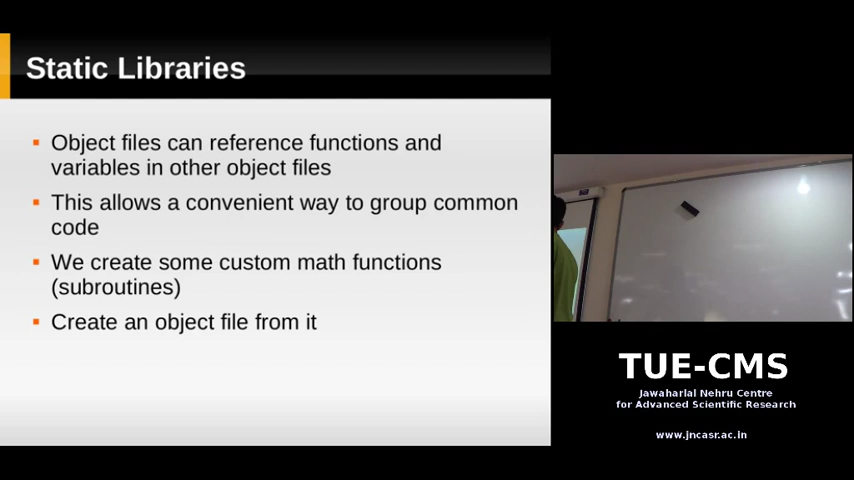 Static Libraries
Object files can reference functions and
variables in other object files
This allows a convenient way to group common
code
We create some custom math functions
(subroutines)
Create an object file from it
TUE-CMS
Jawaharlal Nehru Centre
for Advanced Scientific Research
www.jncasr.ac.in